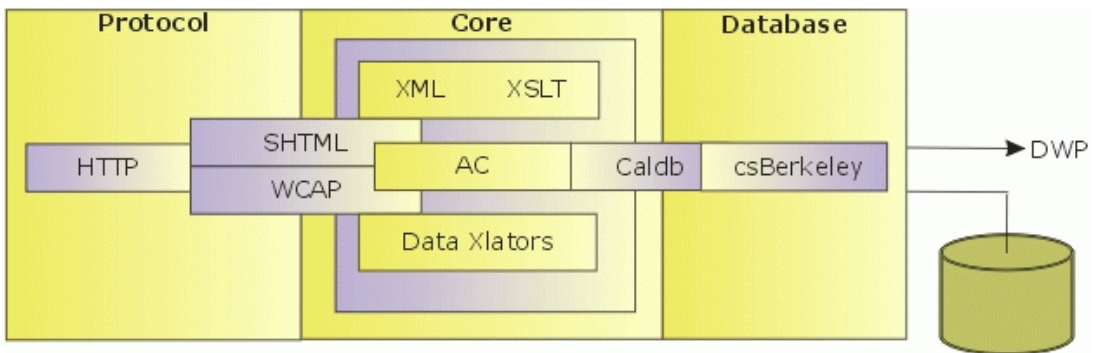 Protocol
Core
Database
XML XSLT
SHTML
HTTP
WCAP
AC
Caldb
csBerkeley
DWP
Data Xlators